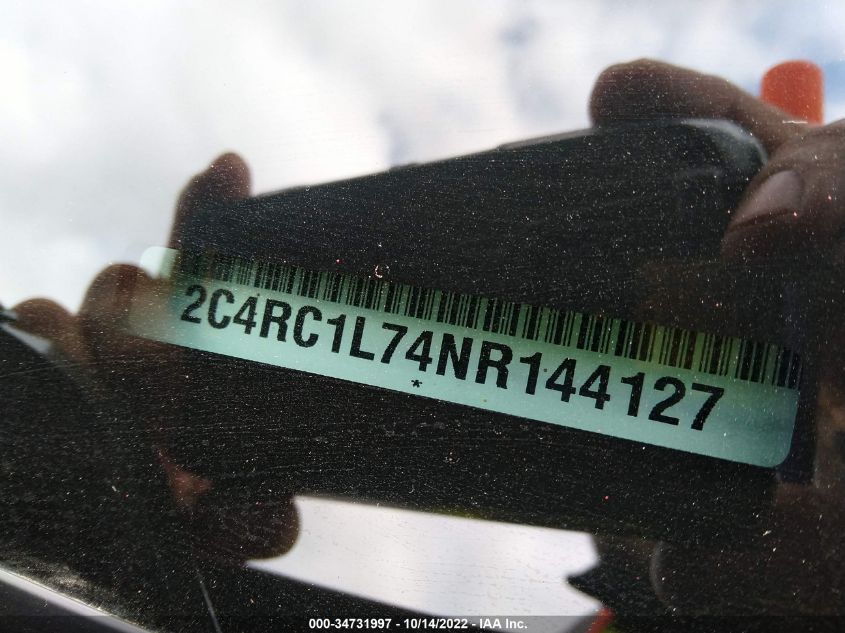 2C4RC1L74NR144127
*
000-34731997 - 10/14/2022 - IAA Inc.